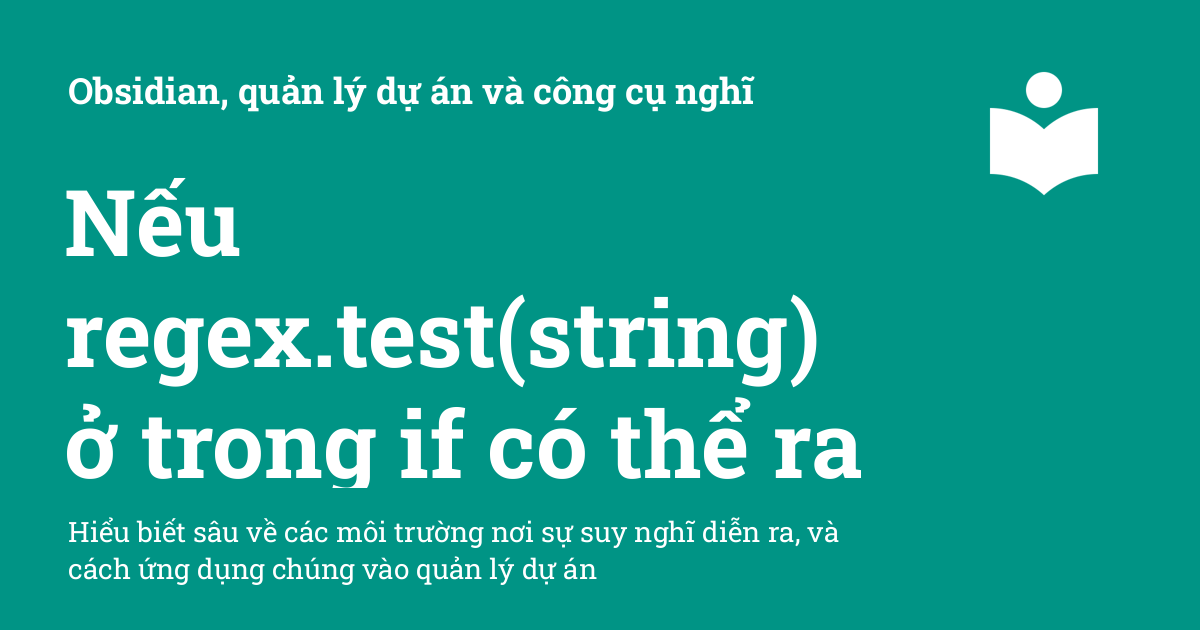 Obsidian, quản lý dự án và công cụ nghĩ
Nếu
regex.test(string)
ở trong if có thể ra
Hiểu biết sâu về các môi trường nơi sự suy nghĩ diễn ra, và
cách ứng dụng chúng vào quản lý dự án